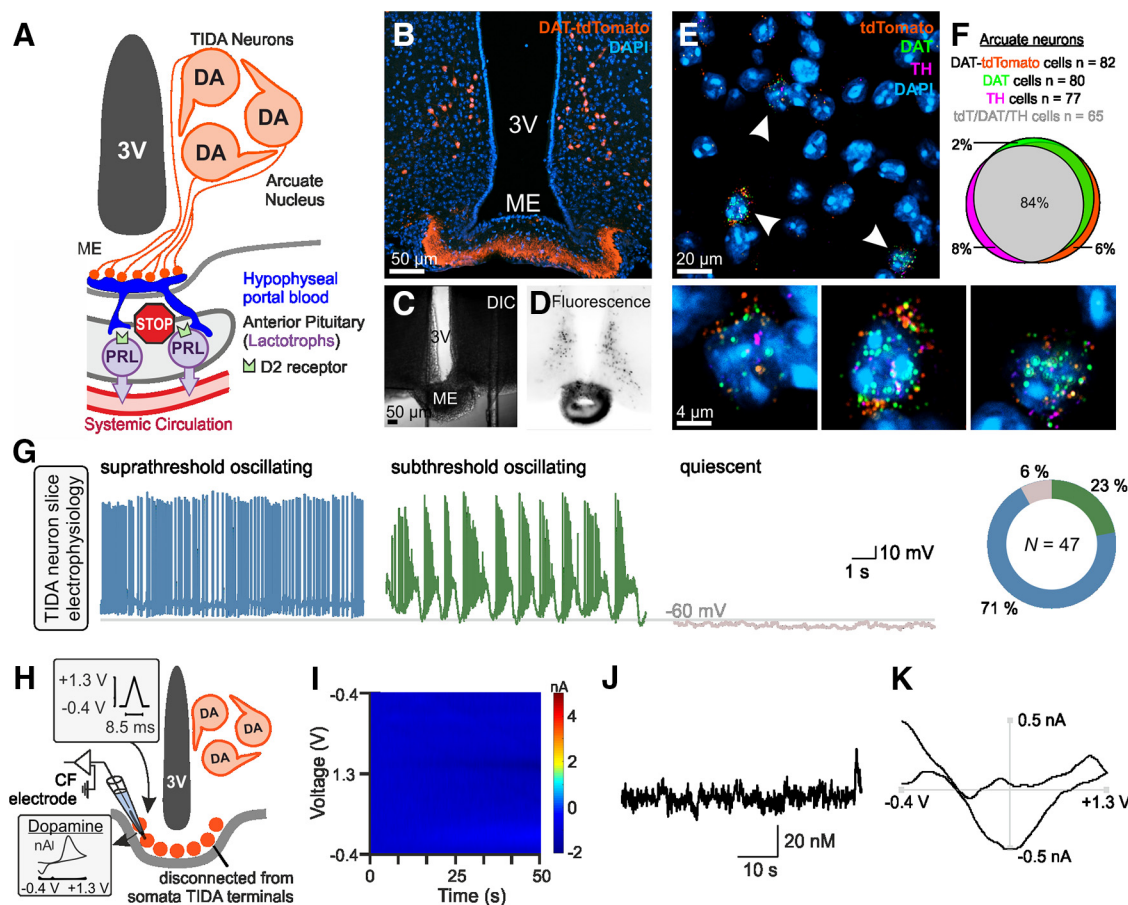 A
TIDA Neurons
DA
DA
DA
3V
Arcuate
Nucleus
ME
Hypophyseal
portal blood
STOP
Anterior Pituitary
(Lactotrophs)
PRL
PRL
D2 receptor
Systemic Circulation
B
DAT-tdTomato
DAPI
3V
ME
50 µm
C
DIC
3V
ME
50 µm
D
Fluorescence
E
tdTomato
DAT
TH
DAPI
20 µm
4 µm
F
Arcuate neurons
DAT-tdTomato cells n = 82
DAT cells n = 80
TH cells n = 77
tdT/DAT/TH cells n = 65
2%
84%
8%
6%
G
TIDA neuron slice
electrophysiology
suprathreshold oscillating
subthreshold oscillating
quiescent
10 mV
1 s
-60 mV
6 %
23 %
N = 47
71 %
H
+1.3 V
-0.4 V
8.5 ms
CF
electrode
3V
DA
DA
DA
Dopamine
nA
-0.4 V +1.3 V
disconnected from
somata TIDA terminals
I
nA
-0.4
1.3
-0.4
Voltage (V)
4
2
0
-2
0
25
50
Time (s)
J
20 nM
10 s
K
0.5 nA
-0.4 V
+1.3 V
-0.5 nA